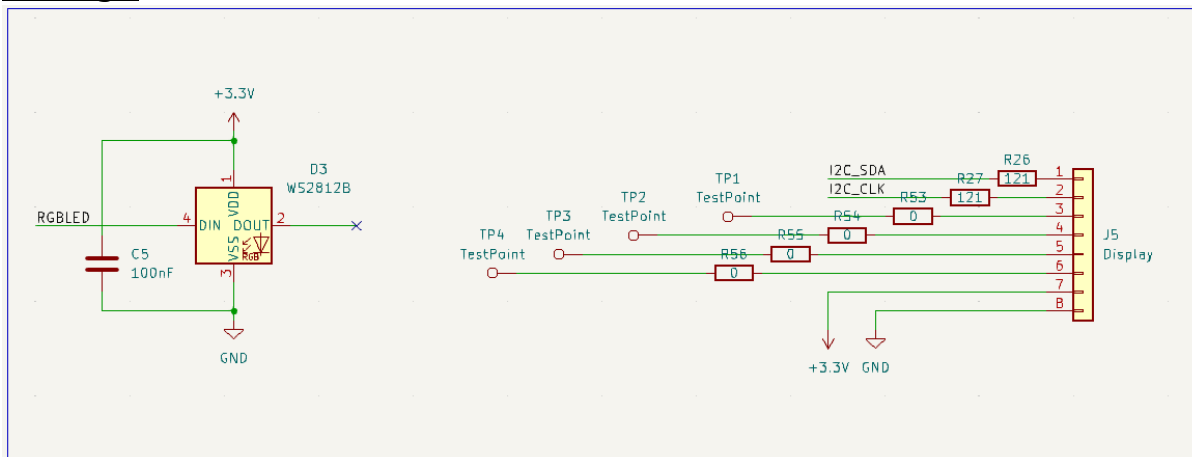 +3.3V
D3
WS2812B
1
VDD
RGBLED
4
DIN
DOUT
2
VSS
RGB
3
C5
100nF
GND
I2C_SDA
R26
121
1
I2C_CLK
R27
121
2
TP1
TestPoint
R53
0
3
TP2
TestPoint
R54
0
4
TP3
TestPoint
R55
0
5
TP4
TestPoint
R56
0
6
J5
Display
7
8
+3.3V
GND